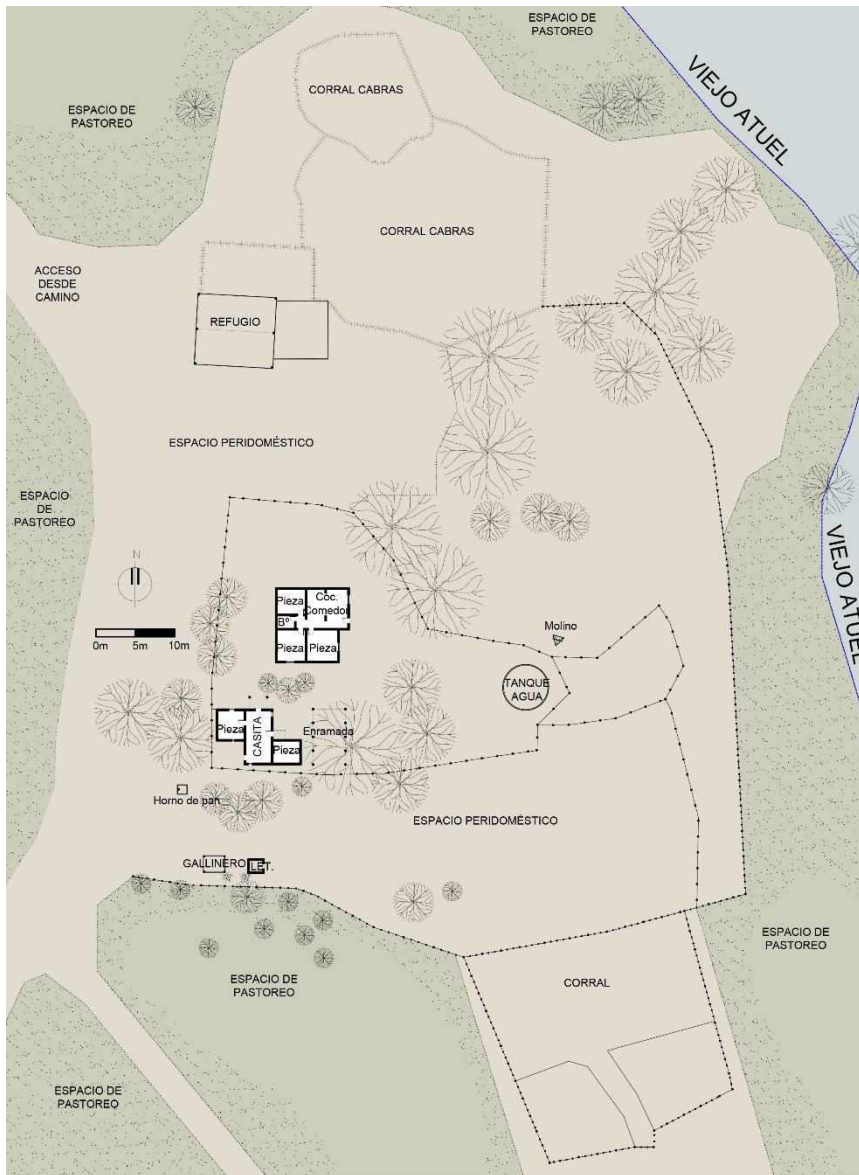 ESPACIO DE
PASTOREO
VIEJO ATUEL
CORRAL CABRAS
ESPACIO DE
PASTOREO
CORRAL CABRAS
ACCESO
DESDE
CAMINO
REFUGIO
ESPACIO PERIDOMÉSTICO
ESPACIO
DE
PASTOREO
VIEJO ATUEL
N
0m 5m 10m
Pieza
Coc.
Comedor
Bº
Pieza
Pieza
Molino
TANQUE
AGUA
Pieza
CASITA
Pieza
Enramada
Horno de pan
ESPACIO PERIDOMÉSTICO
GALLINERO
LET.
ESPACIO DE
PASTOREO
ESPACIO DE
PASTOREO
CORRAL
ESPACIO DE
PASTOREO